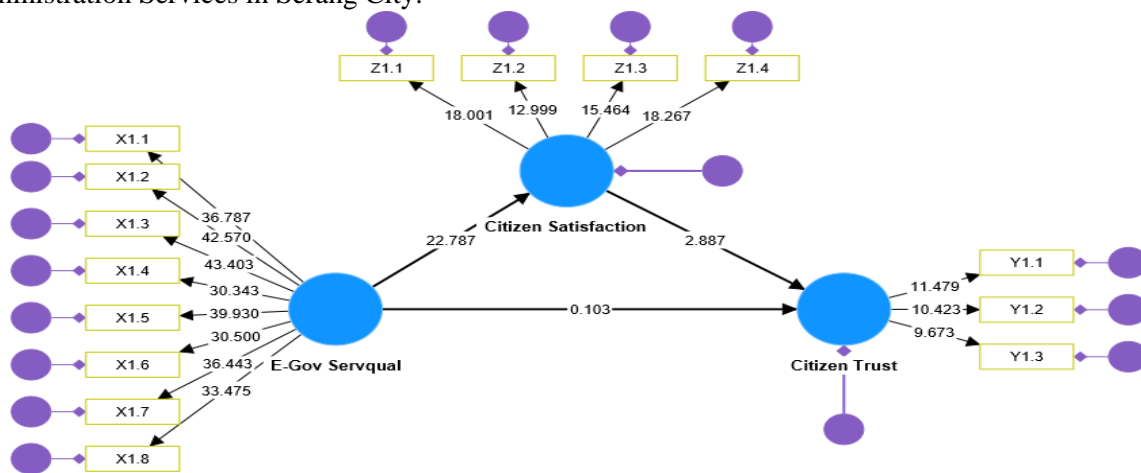 ministration Services in Serang City.
Z1.1 Z1.2 Z1.3 Z1.4
18.001 12.999 15.464 18.267
X1.1
X1.2
X1.3
X1.4
X1.5
X1.6
X1.7
X1.8
36.787
42.570
43.403
30.343
39.930
30.500
36.443
33.475
E-Gov Servqual
22.787
Citizen Satisfaction
2.887
0.103
Citizen Trust
11.479
10.423
9.673
Y1.1
Y1.2
Y1.3